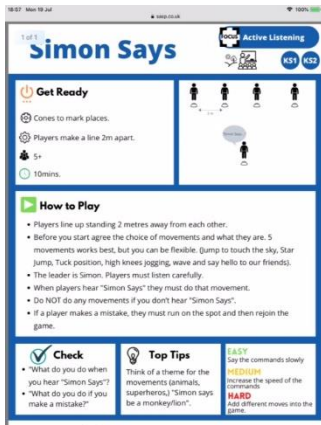 18:57 Mon 19 Jul
100%
saxp.co.uk
1 of 1
Simon Says
FOCUS
Active Listening
KS1 KS2
Get Ready
Cones to mark places.
Players make a line 2m apart.
5+
10mins.
Simon Says...
How to Play
Players line up standing 2 metres away from each other.
Before you start agree the choice of movements and what they are. 5
movements works best, but you can be flexible. (Jump to touch the sky, Star
Jump, Tuck position, high knees jogging, wave and say hello to our friends).
The leader is Simon. Players must listen carefully.
When players hear "Simon Says" they must do that movement.
Do NOT do any movements if you don't hear "Simon Says".
If a player makes a mistake, they must run on the spot and then rejoin the
game.
Check
"What do you do when
you hear "Simon Says"?
"What do you do if you
make a mistake?"
Top Tips
Think of a theme for the
movements (animals,
superheroes,) "Simon says
be a monkey/lion".
EASY
Say the commands slowly
MEDIUM
Increase the speed of the
commands
HARD
Add different moves into the
game.